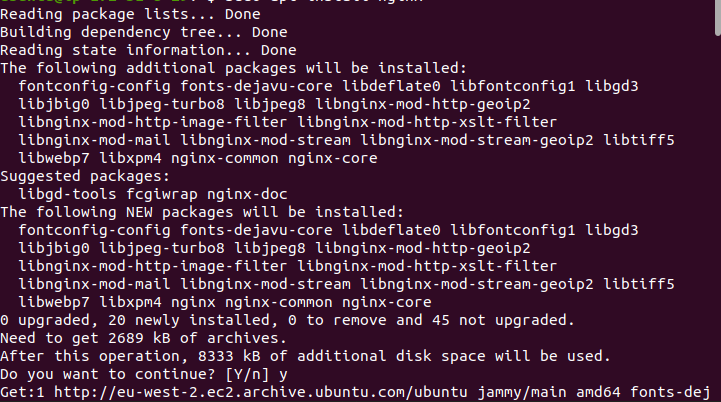 Reading package lists... Done
Building dependency tree... Done
Reading state information... Done
The following additional packages will be installed:
  fontconfig-config fonts-dejavu-core libdeflate0 libfontconfig1 libgd3
  libjbig0 libjpeg-turbo8 libjpeg8 libnginx-mod-http-geoip2
  libnginx-mod-http-image-filter libnginx-mod-http-xslt-filter
  libnginx-mod-mail libnginx-mod-stream libnginx-mod-stream-geoip2 libtiff5
  libwebp7 libxpm4 nginx-common nginx-core
Suggested packages:
  libgd-tools fcgiwrap nginx-doc
The following NEW packages will be installed:
  fontconfig-config fonts-dejavu-core libdeflate0 libfontconfig1 libgd3
  libjbig0 libjpeg-turbo8 libjpeg8 libnginx-mod-http-geoip2
  libnginx-mod-http-image-filter libnginx-mod-http-xslt-filter
  libnginx-mod-mail libnginx-mod-stream libnginx-mod-stream-geoip2 libtiff5
  libwebp7 libxpm4 nginx nginx-common nginx-core
0 upgraded, 20 newly installed, 0 to remove and 45 not upgraded.
Need to get 2689 kB of archives.
After this operation, 8333 kB of additional disk space will be used.
Do you want to continue? [Y/n] y
Get:1 http://eu-west-2.ec2.archive.ubuntu.com/ubuntu jammy/main amd64 fonts-dej